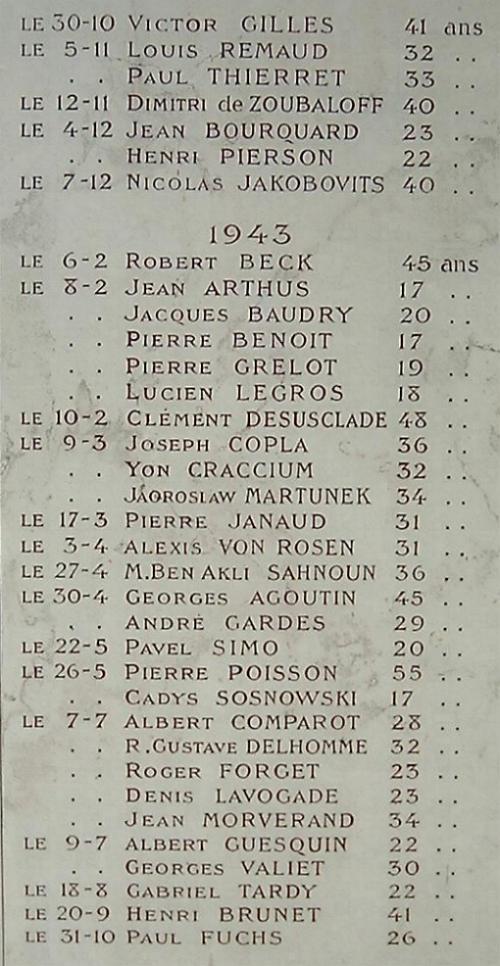 LE 30-10 VICTOR GILLES 41 ans
LE 5-11 LOUIS REMAUD 32 . .
. . PAUL THIERRET 33 . .
LE 12-11 DIMITRI de ZOUBALOFF 40 . .
LE 4-12 JEAN BOURQUARD 23 . .
. . HENRI PIERSON 22 . .
LE 7-12 NICOLAS JAKOBOVITS 40 . .
1943
LE 6-2 ROBERT BECK 45 ans
LE 8-2 JEAN ARTHUS 17 . .
. . JACQUES BAUDRY 20 . .
. . PIERRE BENOIT 17 . .
. . PIERRE GRELOT 19 . .
. . LUCIEN LEGROS 18 . .
LE 10-2 CLÉMENT DESUSCLADE 48 . .
LE 9-3 JOSEPH COPLA 36 . .
. . YON CRACCIUM 32 . .
. . JAOROSLAW MARTUNEK 34 . .
LE 17-3 PIERRE JANAUD 31 . .
LE 3-4 ALEXIS VON ROSEN 31 . .
LE 27-4 M.BEN AKLI SAHNOUN 36 . .
LE 30-4 GEORGES AGOUTIN 45 . .
. . ANDRÉ GARDES 29 . .
LE 22-5 PAVEL SIMO 20 . .
LE 26-5 PIERRE POISSON 55 . .
. . CADYS SOSNOWSKI 17 . .
LE 7-7 ALBERT COMPAROT 28 . .
. . R.GUSTAVE DELHOMME 32 . .
. . ROGER FORGET 23 . .
. . DENIS LAVOGADE 23 . .
. . JEAN MORVERAND 34 . .
LE 9-7 ALBERT GUESQUIN 22 . .
. . GEORGES VALIET 30 . .
LE 18-8 GABRIEL TARDY 22 . .
LE 20-9 HENRI BRUNET 41 . .
LE 31-10 PAUL FUCHS 26 . .